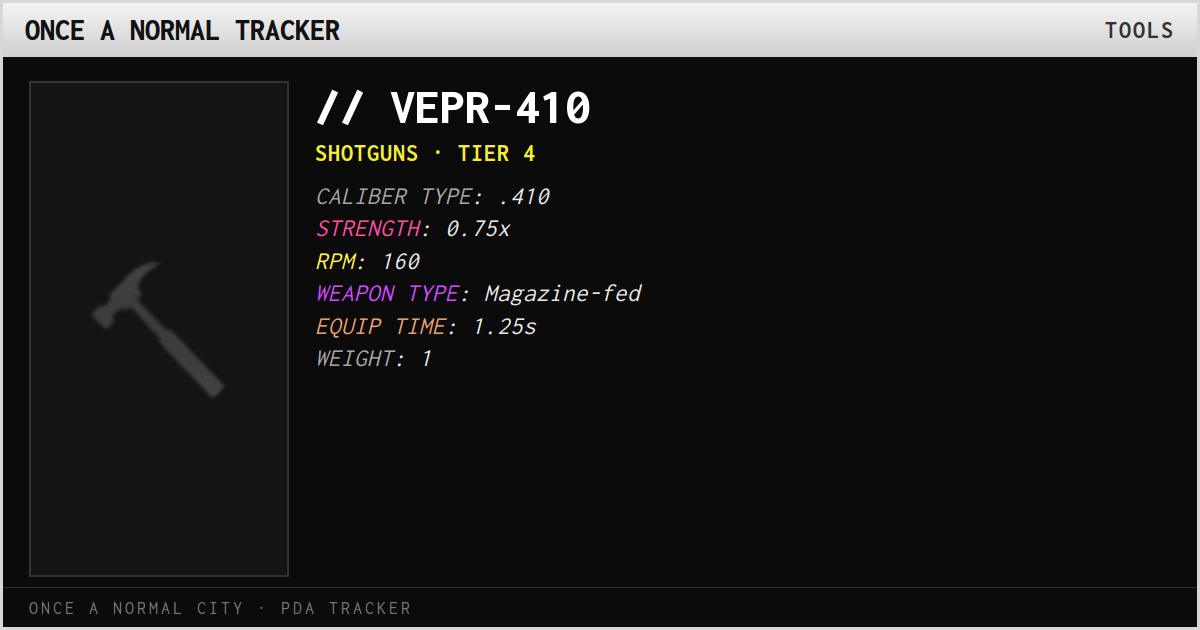 ONCE A NORMAL TRACKER
TOOLS
// VEPR-410
SHOTGUNS · TIER 4
CALIBER TYPE: .410
STRENGTH: 0.75x
RPM: 160
WEAPON TYPE: Magazine-fed
EQUIP TIME: 1.25s
WEIGHT: 1
ONCE A NORMAL CITY · PDA TRACKER